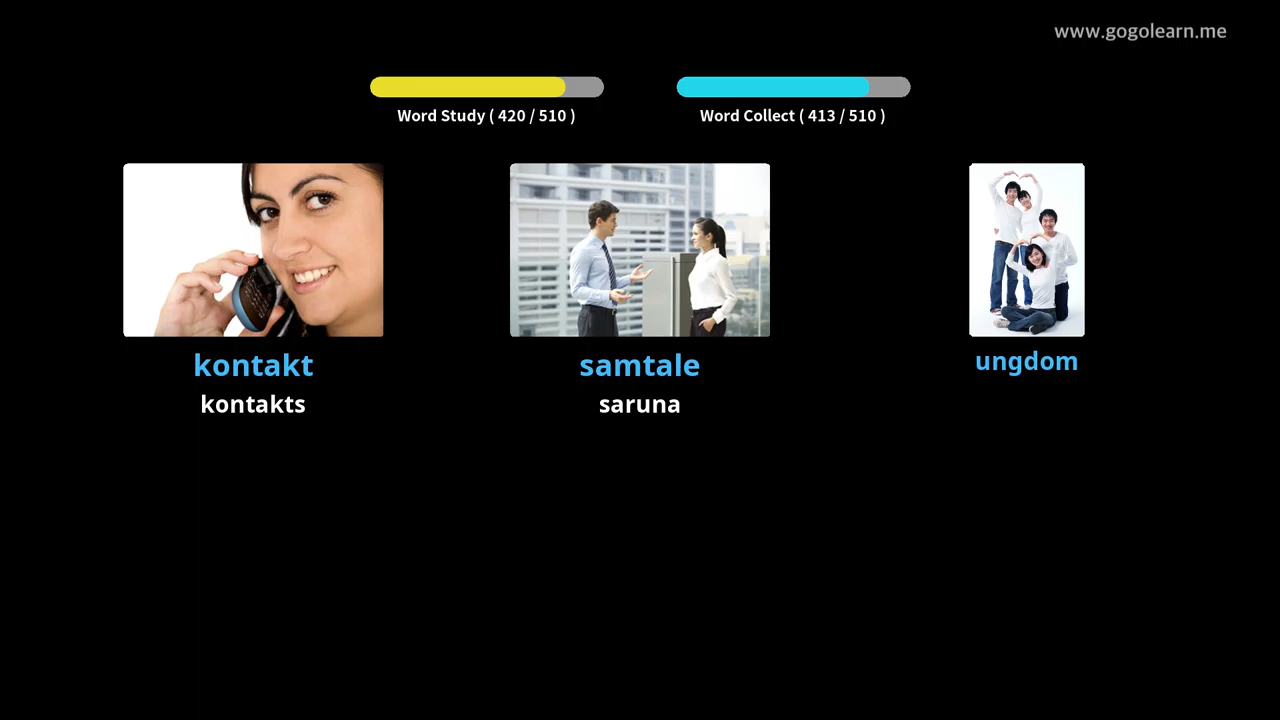 www.gogolearn.me
Word Study ( 420 / 510 )
Word Collect ( 413 / 510 )
kontakt
kontakts
samtale
saruna
ungdom